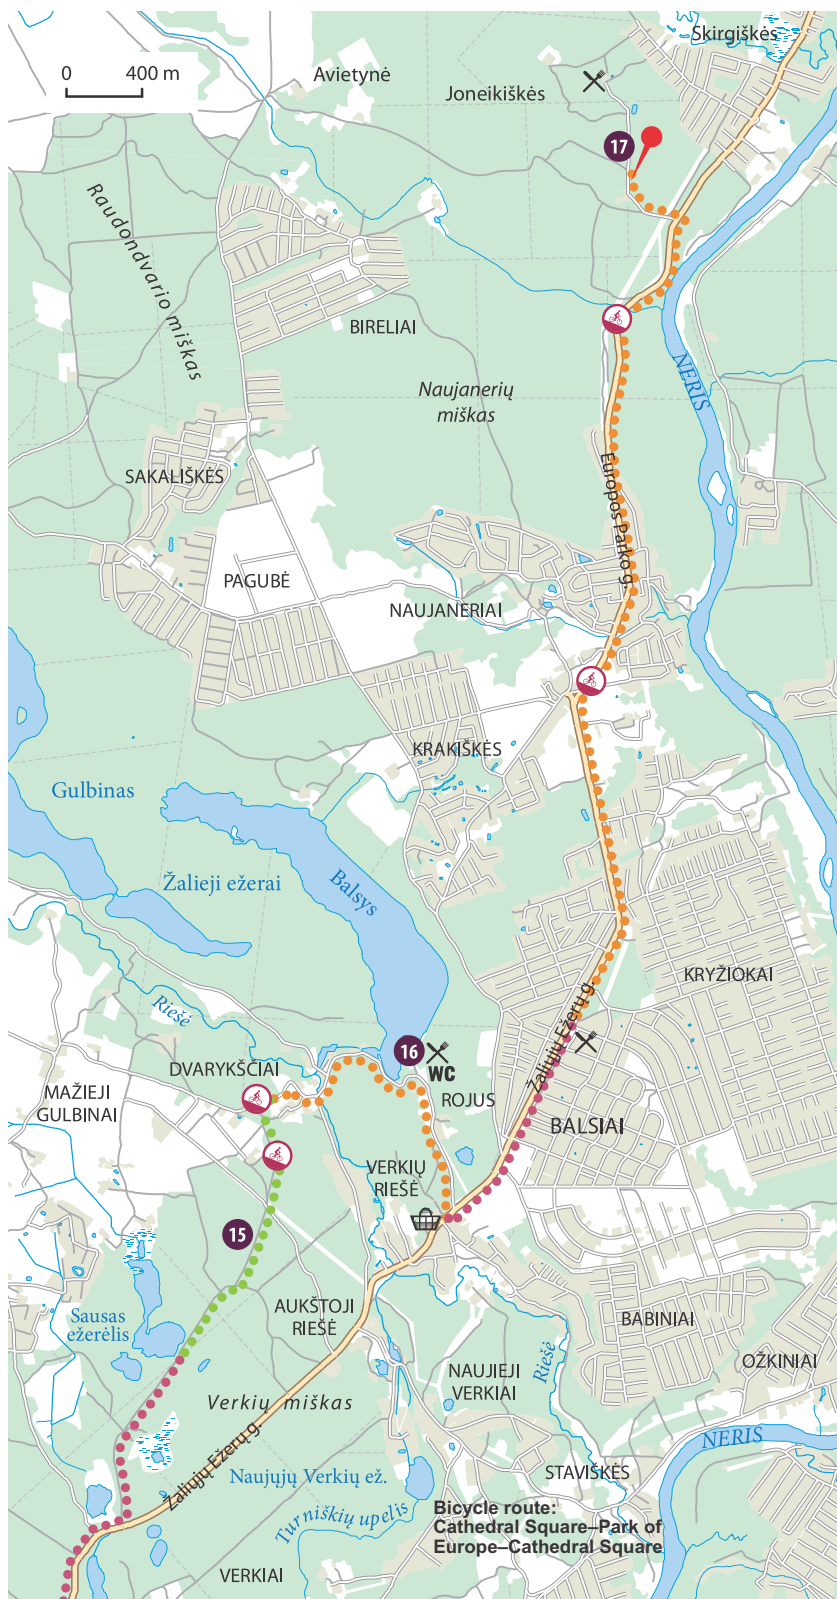 Skirgiškės
0 400 m
Avietynė
Joneikiškės
17
Raudondvario miškas
BIRELIAI
NERIS
Naujanerių
miškas
SAKALIŠKĖS
Europos Parko g.
PAGUBĖ
NAUJANERIAI
KRAKIŠKĖS
Gulbinas
Žalieji ežerai
Balsys
KRYŽIOKAI
Riešė
Žaliųjų Ežerų g.
16
WC
DVARYKŠČIAI
MAŽIEJI
GULBINAI
ROJUS
BALSIAI
VERKIŲ
RIEŠĖ
15
AUKŠTOJI
RIEŠĖ
Sausas
ežerėlis
BABINIAI
Riešė
OŽKINIAI
NAUJIEJI
VERKIAI
Verkių miškas
Žaliųjų Ežerų g.
NERIS
Naujųjų Verkių ež.
STAVIŠKĖS
Turniškių upelis
Bicycle route:
Cathedral Square–Park of
Europe–Cathedral Square
VERKIAI